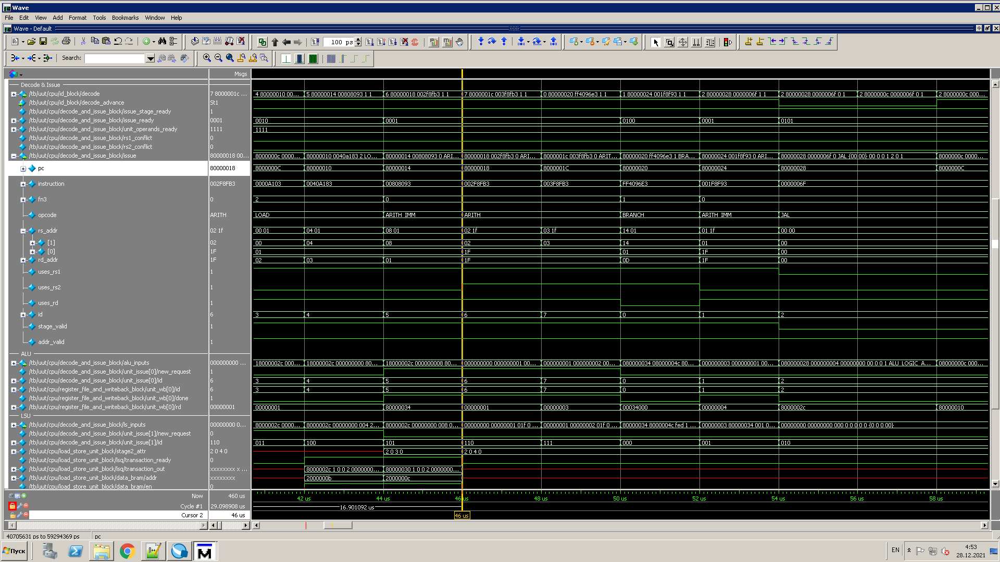 Wave
File Edit View Add Format Tools Bookmarks Window Help
Wave - Default
100 ps
Search:
Msgs
Decode & Issue
/tb/uut/cpu/id_block/decode 7 8000001c ... 4 80000010 00... 5 80000014 00808093 1 1 6 80000018 002f8fb3 1 1 7 8000001c 003f8fb3 1 1 0 80000020 ff4096e3 1 1 1 80000024 001f8f93 1 1 2 80000028 0000006f 1 1 2 80000028 0000006f 0 1 2 8000000c 0000006f 0 1 2 8000000c 000...
/tb/uut/cpu/id_block/decode_advance St1
/tb/uut/cpu/decode_and_issue_block/issue_stage_ready 1
/tb/uut/cpu/decode_and_issue_block/issue_ready 0001 0010 0001 0100 0001 0101
/tb/uut/cpu/decode_and_issue_block/unit_operands_ready 1111 1111
/tb/uut/cpu/decode_and_issue_block/rs1_conflict 0
/tb/uut/cpu/decode_and_issue_block/rs2_conflict 0
/tb/uut/cpu/decode_and_issue_block/issue 80000018 00... 8000000c 0000... 80000010 0040a183 2 LO... 80000014 00808093 0 ARI... 80000018 002f8fb3 0 ARI... 8000001c 003f8fb3 0 ARIT... 80000020 ff4096e3 1 BRA... 80000024 001f8f93 0 ARI... 80000028 0000006f 0 JAL {00 00} 00 0 0 1 2 0 1 8000000c 0000...
pc 80000018 8000000C 80000010 80000014 80000018 8000001C 80000020 80000024 80000028 8000000C
instruction 002F8FB3 0000A103 0040A183 00808093 002F8FB3 003F8FB3 FF4096E3 001F8F93 0000006F
fn3 0 2 0 1 0
opcode ARITH LOAD ARITH_IMM ARITH BRANCH ARITH_IMM JAL
rs_addr 02 1f 00 01 04 01 08 01 02 1f 03 1f 14 01 01 1f 00 00
[1] 02 00 04 08 02 03 14 01 00
[0] 1F 01 1F 01 1F 00
rd_addr 1F 02 03 01 1F 0D 1F 00
uses_rs1 1
uses_rs2 1
uses_rd 1
id 6 3 4 5 6 7 0 1 2
stage_valid 1
addr_valid 1
ALU
/tb/uut/cpu/decode_and_issue_block/alu_inputs 000000000 ... 18000002c 000... 18000002c 000000000 80... 18000002c 000000008 80... 000000000 000000001 00... 000000001 000000002 00... 080000034 08000004c 80... 000000003 000000001 00... 080000028 000000004 00000000 00 0 0 1 ALU_LOGIC_A... 08000000c 000...
/tb/uut/cpu/decode_and_issue_block/unit_issue[0]/new_request 1
/tb/uut/cpu/decode_and_issue_block/unit_issue[0]/id 6 3 4 5 6 7 0 1 2
/tb/uut/cpu/register_file_and_writeback_block/unit_wb[0]/id 6 3 4 5 6 7 0 1 2
/tb/uut/cpu/register_file_and_writeback_block/unit_wb[0]/done 1
/tb/uut/cpu/register_file_and_writeback_block/unit_wb[0]/rd 00000001 00000001 80000034 00000001 00000003 00034000 00000004 8000002c 80000010
LSU
/tb/uut/cpu/decode_and_issue_block/ls_inputs 00000000 0... 8000002c 0000... 8000002c 00000000 004 2... 8000002c 00000000 008 0... 00000000 00000001 01f 0 ... 00000001 00000002 01f 0 ... 80000034 8000004c fed 1 ... 00000003 80000034 001 0... 00000000 00000000 000 0 0 0 0 0 {0 0 0 00}
/tb/uut/cpu/decode_and_issue_block/unit_issue[1]/new_request 0
/tb/uut/cpu/decode_and_issue_block/unit_issue[1]/id 110 011 100 101 110 111 000 001 010
/tb/uut/cpu/load_store_unit_block/stage2_attr 2 0 4 0 2 0 3 0 2 0 4 0
/tb/uut/cpu/load_store_unit_block/lsq/transaction_ready 0
/tb/uut/cpu/load_store_unit_block/lsq/transaction_out xxxxxxxx x ... 8000002c 1 0 0 2 0000000... 80000030 1 0 0 2 0000000...
/tb/uut/cpu/load_store_unit_block/data_bram/addr xxxxxxxx 2000000b 2000000c
/tb/uut/cpu/load_store_unit_block/data_bram/en 0
Now 460 us 42 us 44 us 46 us 48 us 50 us 52 us 54 us 56 us 58 us
Cycle #1 29.098908 us 16.901092 us
Cursor 2 46 us 46 us
40705631 ps to 59294369 ps pc
Пуск EN 4:53
28.12.2021